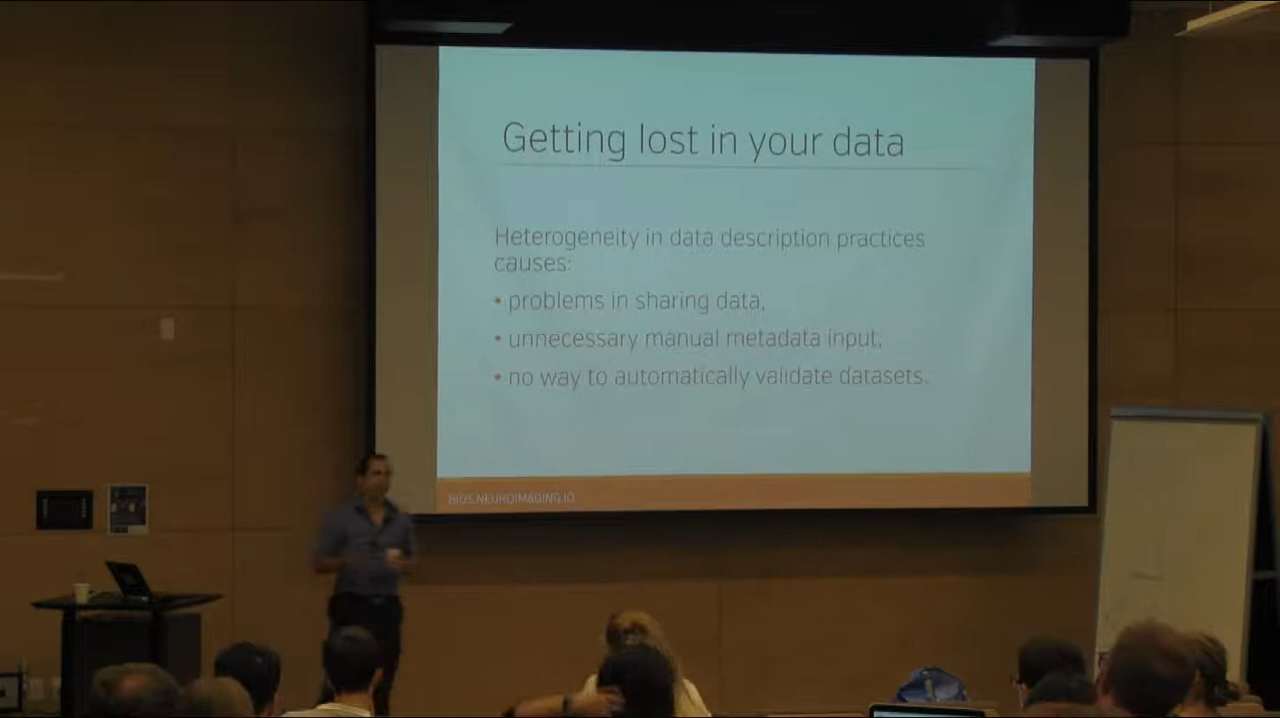 Getting lost in your data
Heterogeneity in data description practices
causes:
• problems in sharing data,
• unnecessary manual metadata input,
• no way to automatically validate datasets.
BIDS.NEUROIMAGING.IO